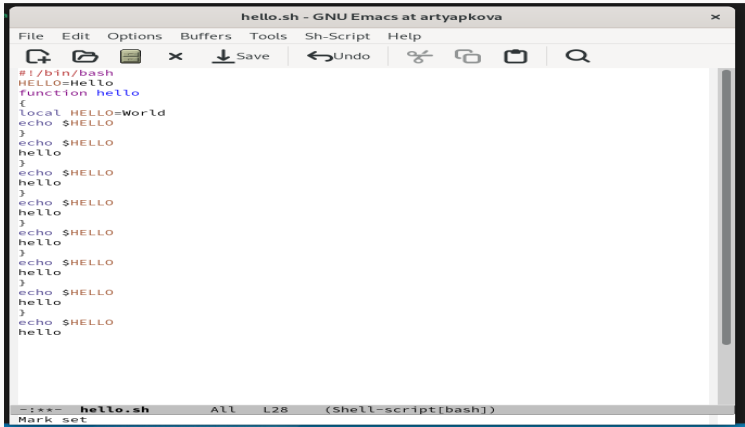 hello.sh - GNU Emacs at artyapkova
File Edit Options Buffers Tools Sh-Script Help
Save Undo
#!/bin/bash
HELLO=Hello
function hello
{
local HELLO=World
echo $HELLO
}
echo $HELLO
hello
}
echo $HELLO
hello
}
echo $HELLO
hello
}
echo $HELLO
hello
}
echo $HELLO
hello
}
echo $HELLO
hello
}
echo $HELLO
hello
-:**- hello.sh All L28 (Shell-script[bash])
Mark set